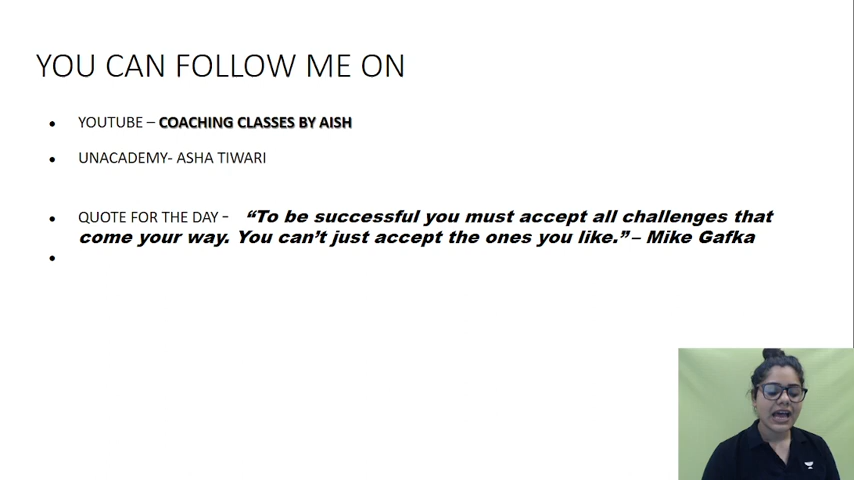 YOU CAN FOLLOW ME ON
YOUTUBE – COACHING CLASSES BY AISH
UNACADEMY- ASHA TIWARI
QUOTE FOR THE DAY – “To be successful you must accept all challenges that
come your way. You can’t just accept the ones you like.” – Mike Gafka